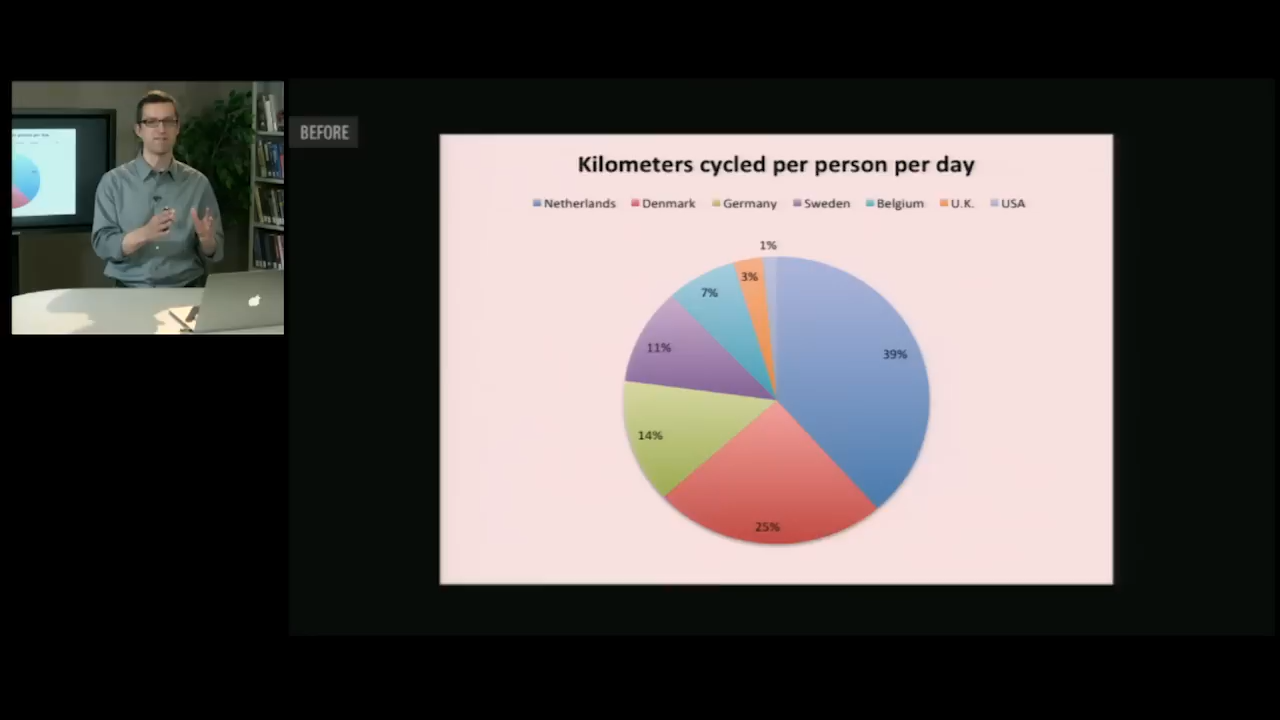 BEFORE
Kilometers cycled per person per day
Netherlands Denmark Germany Sweden Belgium U.K. USA
1%
3%
7%
39%
11%
14%
25%